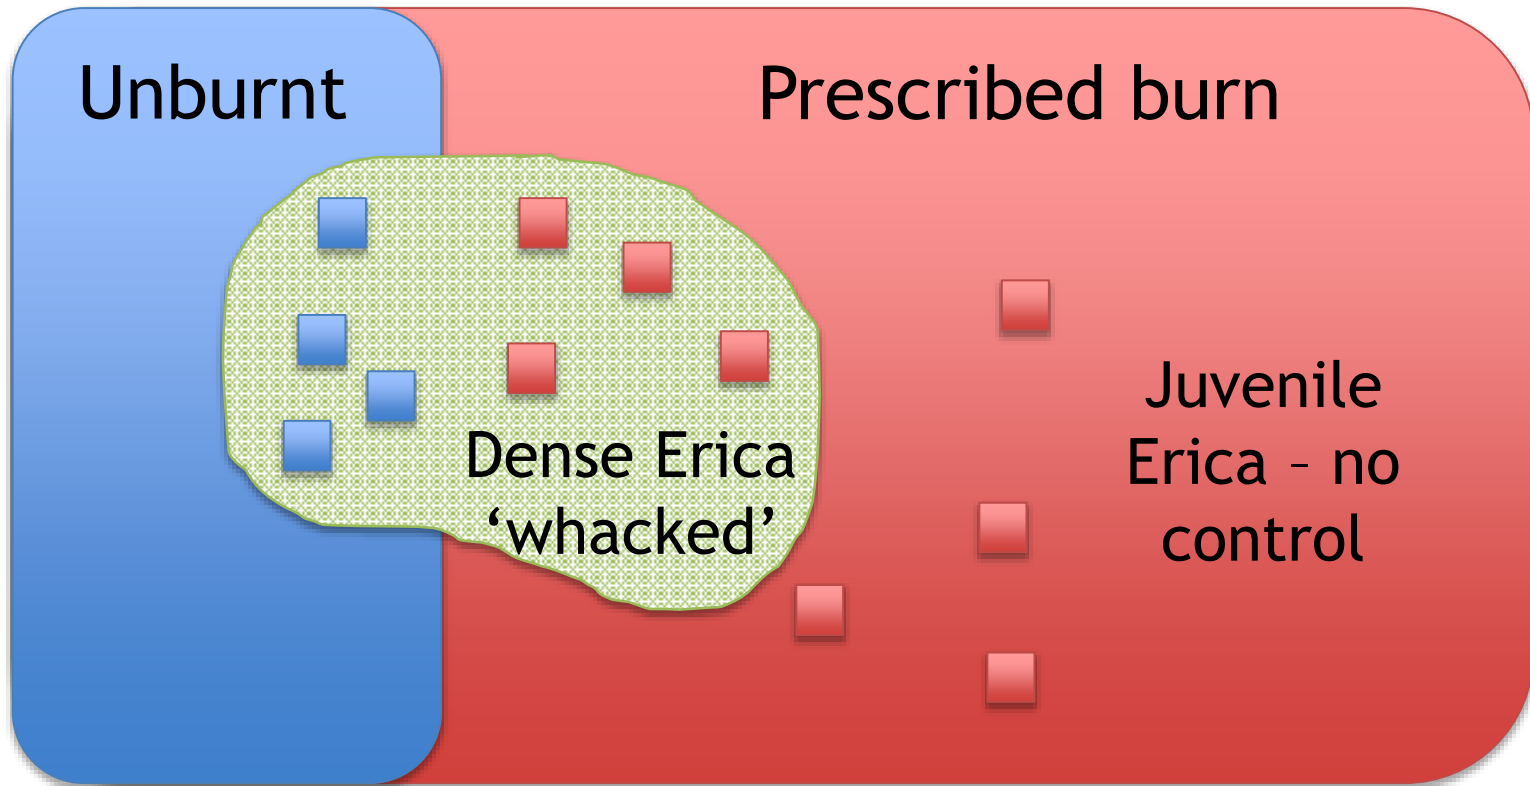 Unburnt
Prescribed burn
Dense Erica
‘whacked’
Juvenile
Erica – no
control